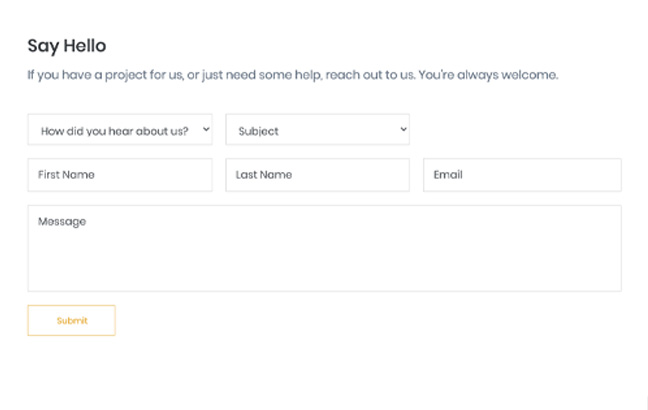 Say Hello
If you have a project for us, or just need some help, reach out to us. You're always welcome.
How did you hear about us? Subject
First Name Last Name Email
Message
Submit